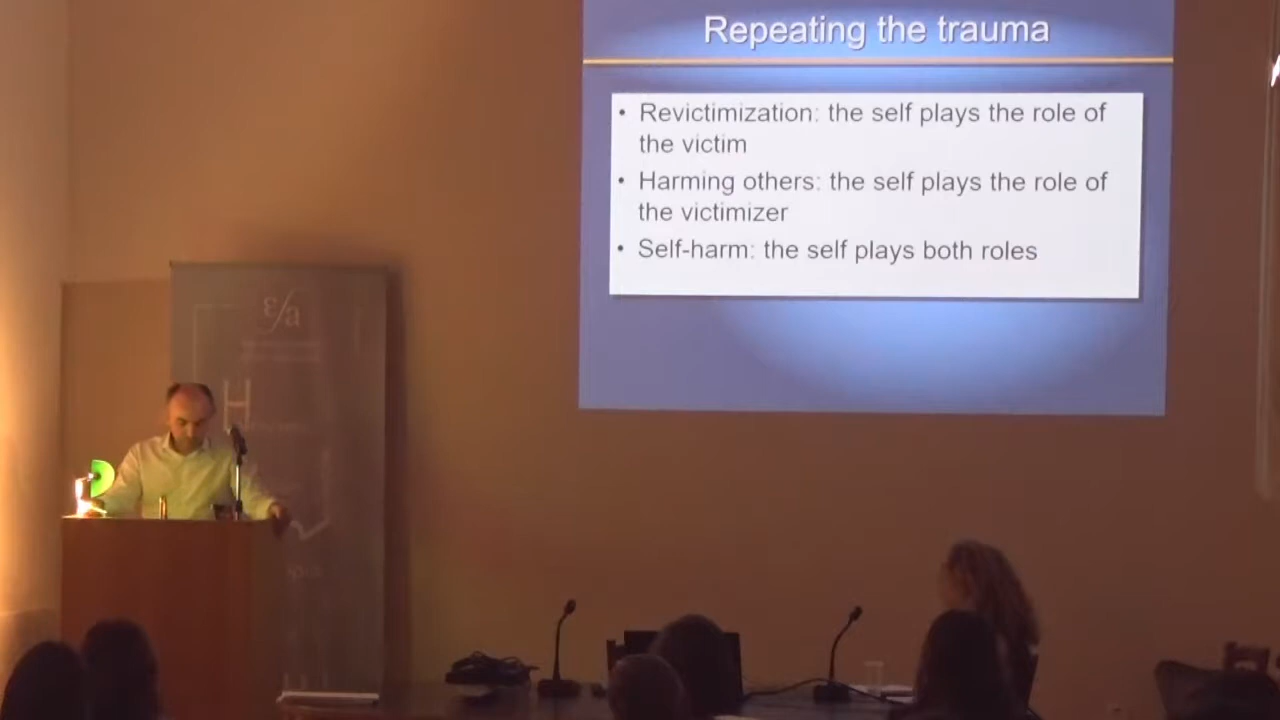 Repeating the trauma
• Revictimization: the self plays the role of
the victim
• Harming others: the self plays the role of
the victimizer
• Self-harm: the self plays both roles
ε/a
H